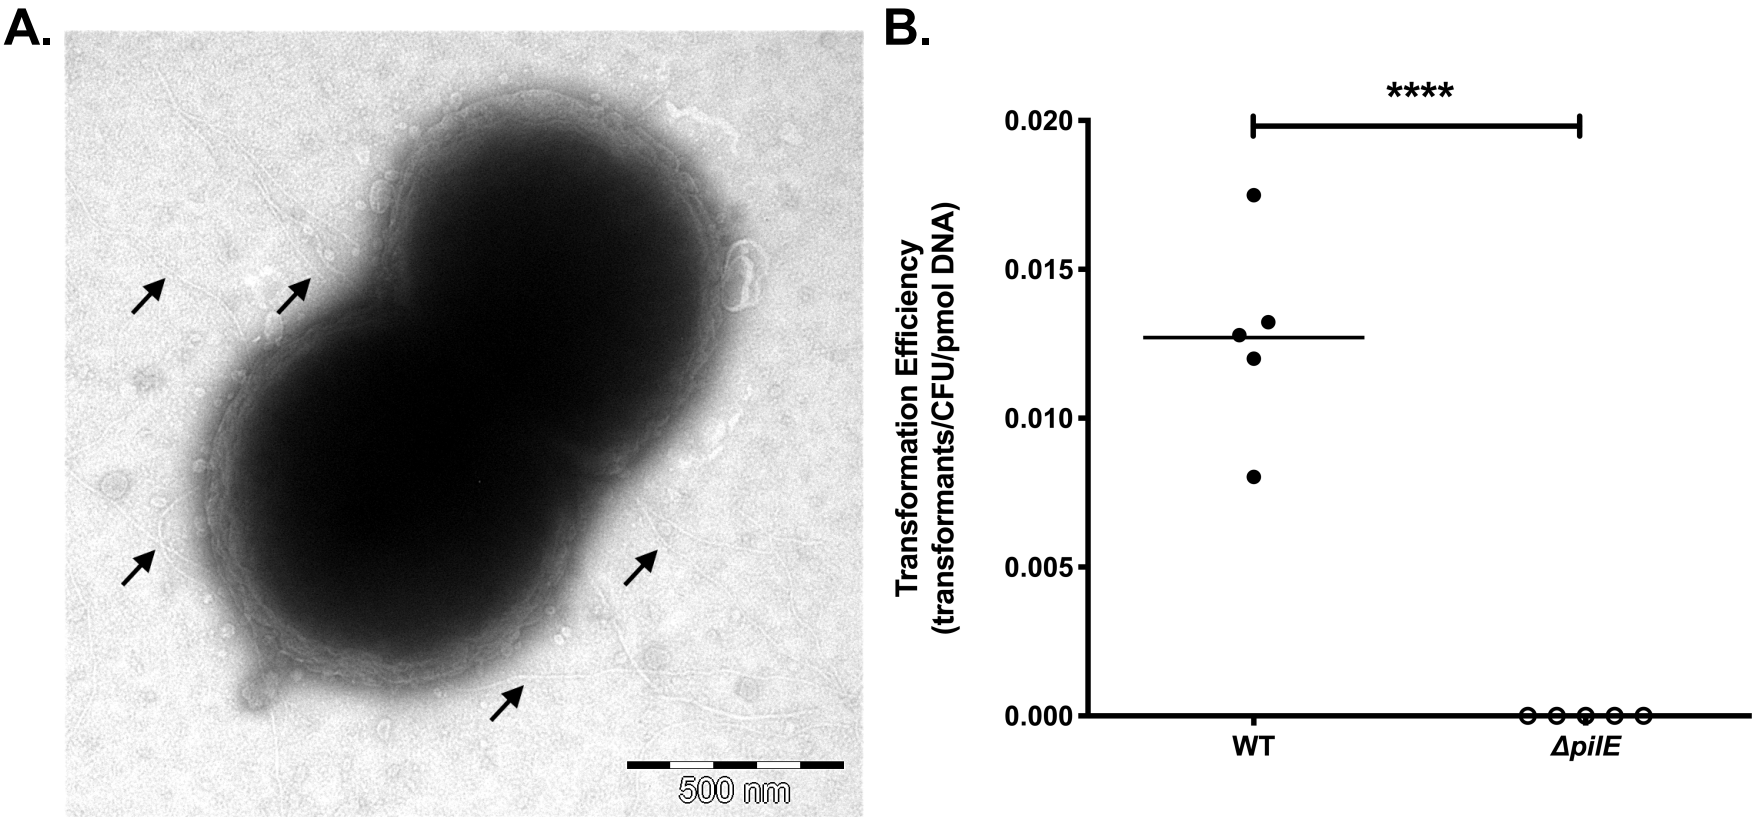 A.
500 nm
B.
****
Transformation Efficiency
(transformants/CFU/pmol DNA)
0.020
0.015
0.010
0.005
0.000
WT
ΔpilE